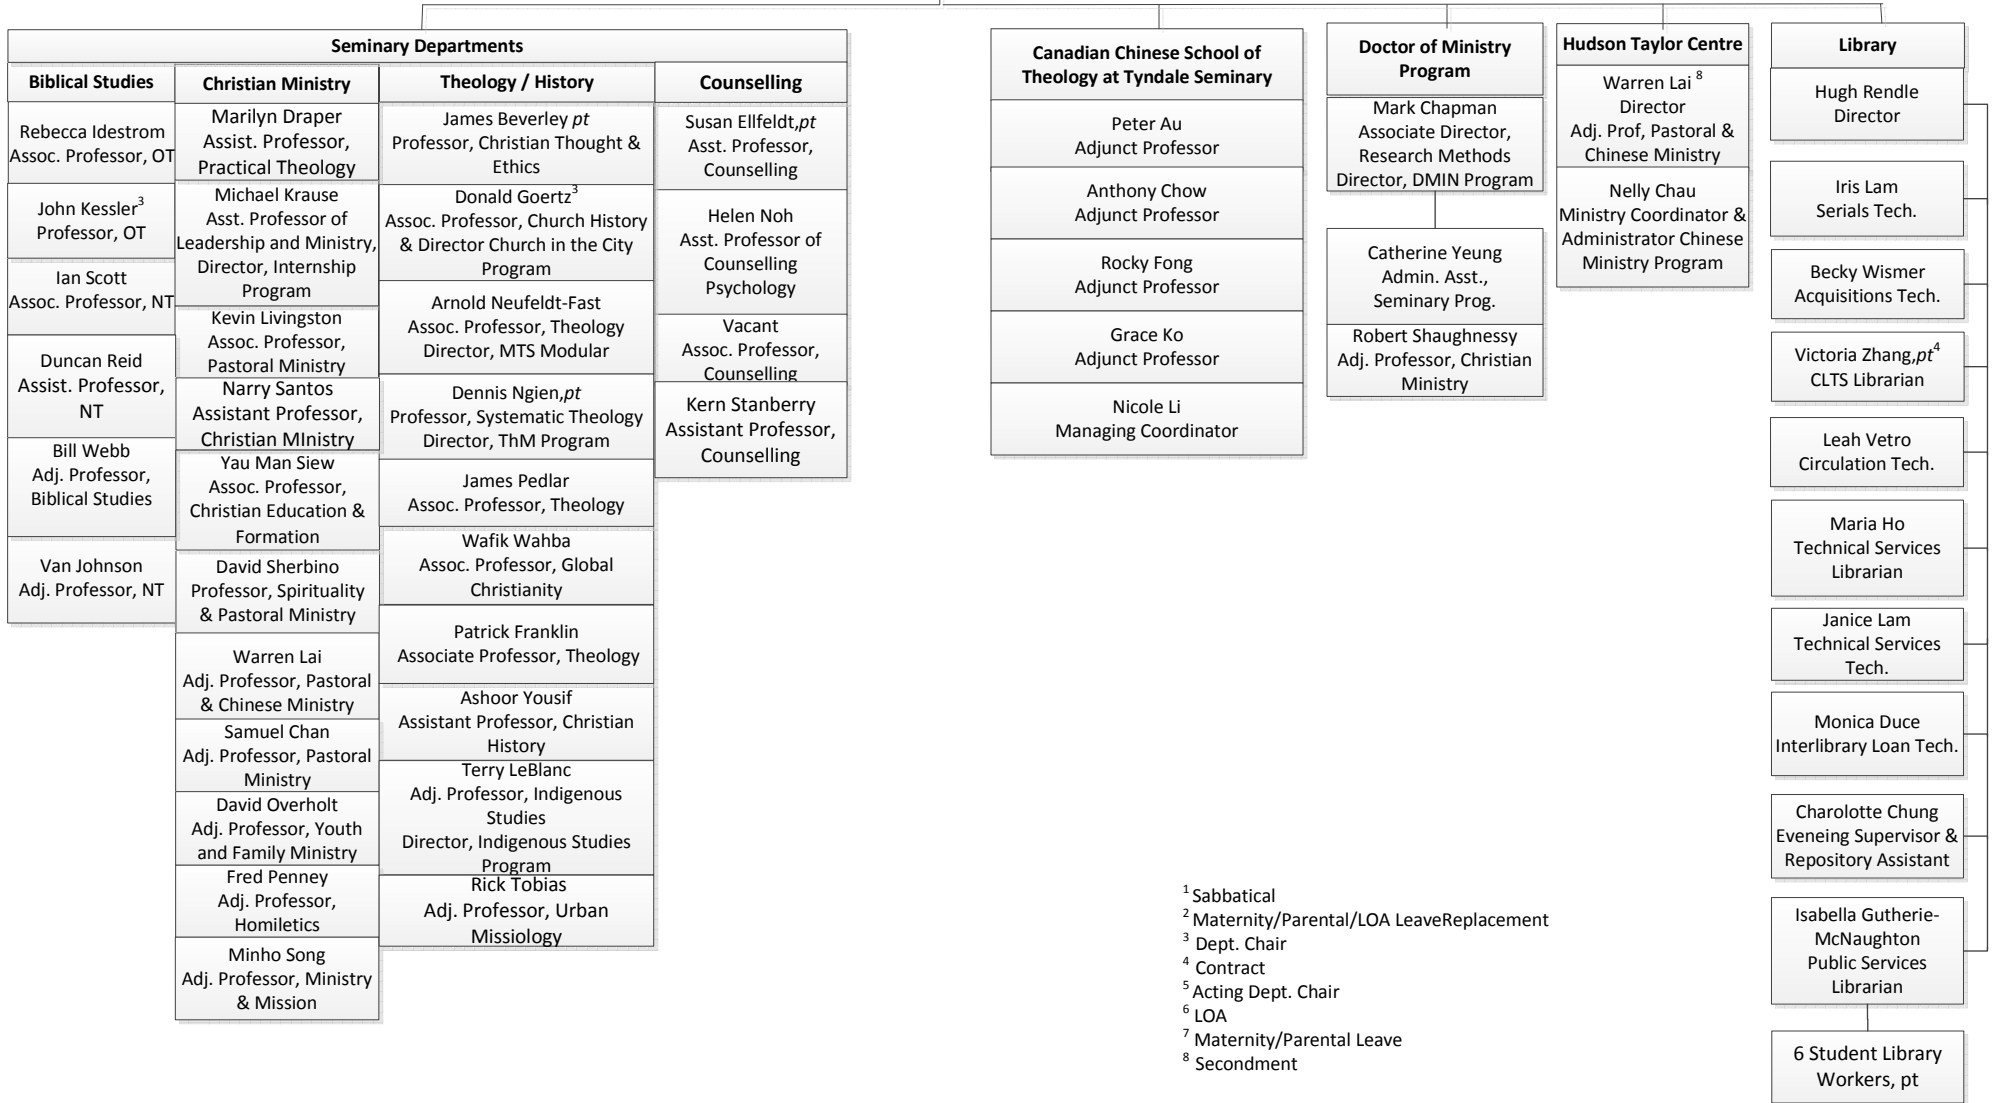 Seminary Departments
Biblical Studies
Rebecca Idestrom
Assoc. Professor, OT
John Kessler³
Professor, OT
Ian Scott
Assoc. Professor, NT
Duncan Reid
Assist. Professor,
NT
Bill Webb
Adj. Professor,
Biblical Studies
Van Johnson
Adj. Professor, NT
Christian Ministry
Marilyn Draper
Assist. Professor,
Practical Theology
Michael Krause
Asst. Professor of
Leadership and Ministry,
Director, Internship
Program
Kevin Livingston
Assoc. Professor,
Pastoral Ministry
Narry Santos
Assistant Professor,
Christian MInistry
Yau Man Siew
Assoc. Professor,
Christian Education &
Formation
David Sherbino
Professor, Spirituality
& Pastoral Ministry
Warren Lai
Adj. Professor, Pastoral
& Chinese Ministry
Samuel Chan
Adj. Professor, Pastoral
Ministry
David Overholt
Adj. Professor, Youth
and Family Ministry
Fred Penney
Adj. Professor,
Homiletics
Minho Song
Adj. Professor, Ministry
& Mission
Theology / History
James Beverley pt
Professor, Christian Thought &
Ethics
Donald Goertz³
Assoc. Professor, Church History
& Director Church in the City
Program
Arnold Neufeldt-Fast
Assoc. Professor, Theology
Director, MTS Modular
Dennis Ngien,pt
Professor, Systematic Theology
Director, ThM Program
James Pedlar
Assoc. Professor, Theology
Wafik Wahba
Assoc. Professor, Global
Christianity
Patrick Franklin
Associate Professor, Theology
Ashoor Yousif
Assistant Professor, Christian
History
Terry LeBlanc
Adj. Professor, Indigenous
Studies
Director, Indigenous Studies
Program
Rick Tobias
Adj. Professor, Urban
Missiology
Counselling
Susan Ellfeldt,pt
Asst. Professor,
Counselling
Helen Noh
Asst. Professor of
Counselling
Psychology
Vacant
Assoc. Professor,
Counselling
Kern Stanberry
Assistant Professor,
Counselling
Canadian Chinese School of
Theology at Tyndale Seminary
Peter Au
Adjunct Professor
Anthony Chow
Adjunct Professor
Rocky Fong
Adjunct Professor
Grace Ko
Adjunct Professor
Nicole Li
Managing Coordinator
Doctor of Ministry
Program
Mark Chapman
Associate Director,
Research Methods
Director, DMIN Program
Catherine Yeung
Admin. Asst.,
Seminary Prog.
Robert Shaughnessy
Adj. Professor, Christian
Ministry
Hudson Taylor Centre
Warren Lai ⁸
Director
Adj. Prof, Pastoral &
Chinese Ministry
Nelly Chau
Ministry Coordinator &
Administrator Chinese
Ministry Program
Library
Hugh Rendle
Director
Iris Lam
Serials Tech.
Becky Wismer
Acquisitions Tech.
Victoria Zhang,pt⁴
CLTS Librarian
Leah Vetro
Circulation Tech.
Maria Ho
Technical Services
Librarian
Janice Lam
Technical Services
Tech.
Monica Duce
Interlibrary Loan Tech.
Charolotte Chung
Eveneing Supervisor &
Repository Assistant
Isabella Gutherie-
McNaughton
Public Services
Librarian
6 Student Library
Workers, pt
¹ Sabbatical
² Maternity/Parental/LOA LeaveReplacement
³ Dept. Chair
⁴ Contract
⁵ Acting Dept. Chair
⁶ LOA
⁷ Maternity/Parental Leave
⁸ Secondment